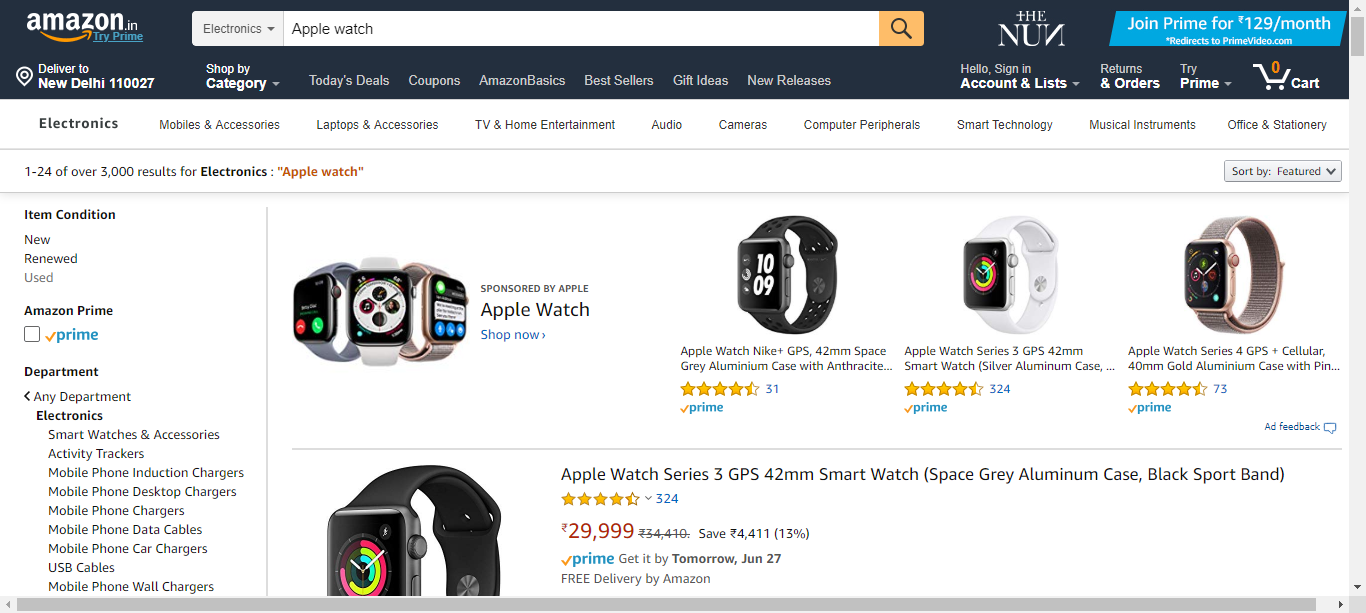 amazon.in
Try Prime
Electronics
Apple watch
THE
NUN
Join Prime for ₹129/month
*Redirects to PrimeVideo.com
Deliver to
New Delhi 110027
Shop by
Category
Today's Deals
Coupons
AmazonBasics
Best Sellers
Gift Ideas
New Releases
Hello, Sign in
Account & Lists
Returns
& Orders
Try
Prime
0
Cart
Electronics
Mobiles & Accessories
Laptops & Accessories
TV & Home Entertainment
Audio
Cameras
Computer Peripherals
Smart Technology
Musical Instruments
Office & Stationery
1-24 of over 3,000 results for Electronics : "Apple watch"
Sort by: Featured
Item Condition
New
Renewed
Used
Amazon Prime
prime
Department
Any Department
Electronics
Smart Watches & Accessories
Activity Trackers
Mobile Phone Induction Chargers
Mobile Phone Desktop Chargers
Mobile Phone Chargers
Mobile Phone Data Cables
Mobile Phone Car Chargers
USB Cables
Mobile Phone Wall Chargers
SPONSORED BY APPLE
Apple Watch
Shop now ›
10
09
Apple Watch Nike+ GPS, 42mm Space
Grey Aluminium Case with Anthracite...
31
prime
Apple Watch Series 3 GPS 42mm
Smart Watch (Silver Aluminum Case, ...
324
prime
Apple Watch Series 4 GPS + Cellular,
40mm Gold Aluminium Case with Pin...
73
prime
Ad feedback
Apple Watch Series 3 GPS 42mm Smart Watch (Space Grey Aluminum Case, Black Sport Band)
324
₹29,999 ₹34,410. Save ₹4,411 (13%)
prime Get it by Tomorrow, Jun 27
FREE Delivery by Amazon